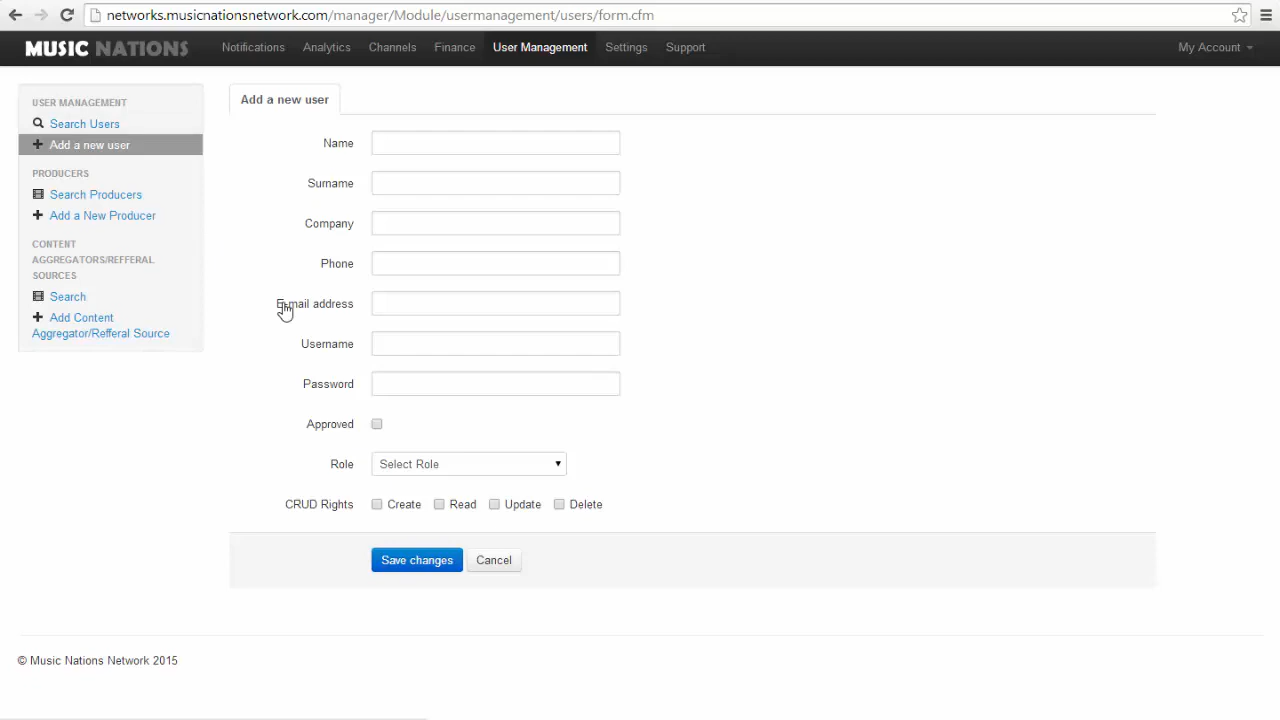 networks.musicnationsnetwork.com/manager/Module/usermanagement/users/form.cfm
MUSIC NATIONS Notifications Analytics Channels Finance User Management Settings Support My Account
USER MANAGEMENT
Search Users
Add a new user
PRODUCERS
Search Producers
Add a New Producer
CONTENT
AGGREGATORS/REFFERAL
SOURCES
Search
Add Content
Aggregator/Refferal Source
Add a new user
Name
Surname
Company
Phone
E-mail address
Username
Password
Approved
Role Select Role
CRUD Rights Create Read Update Delete
Save changes Cancel
© Music Nations Network 2015